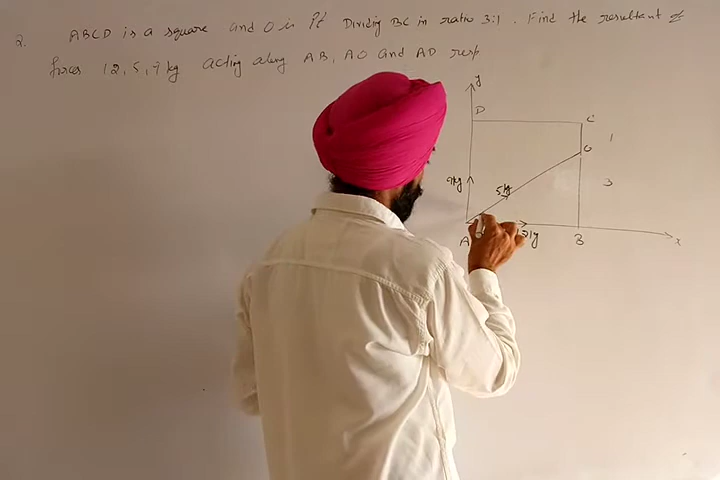 2. ABCD is a square and O is Pt Dividing BC in ratio 3:1 . Find the resultant of
forces 12, 5, 9 kg acting along AB, AO and AD resp
y
D C
1
O
9kg 5kg 3
A B x